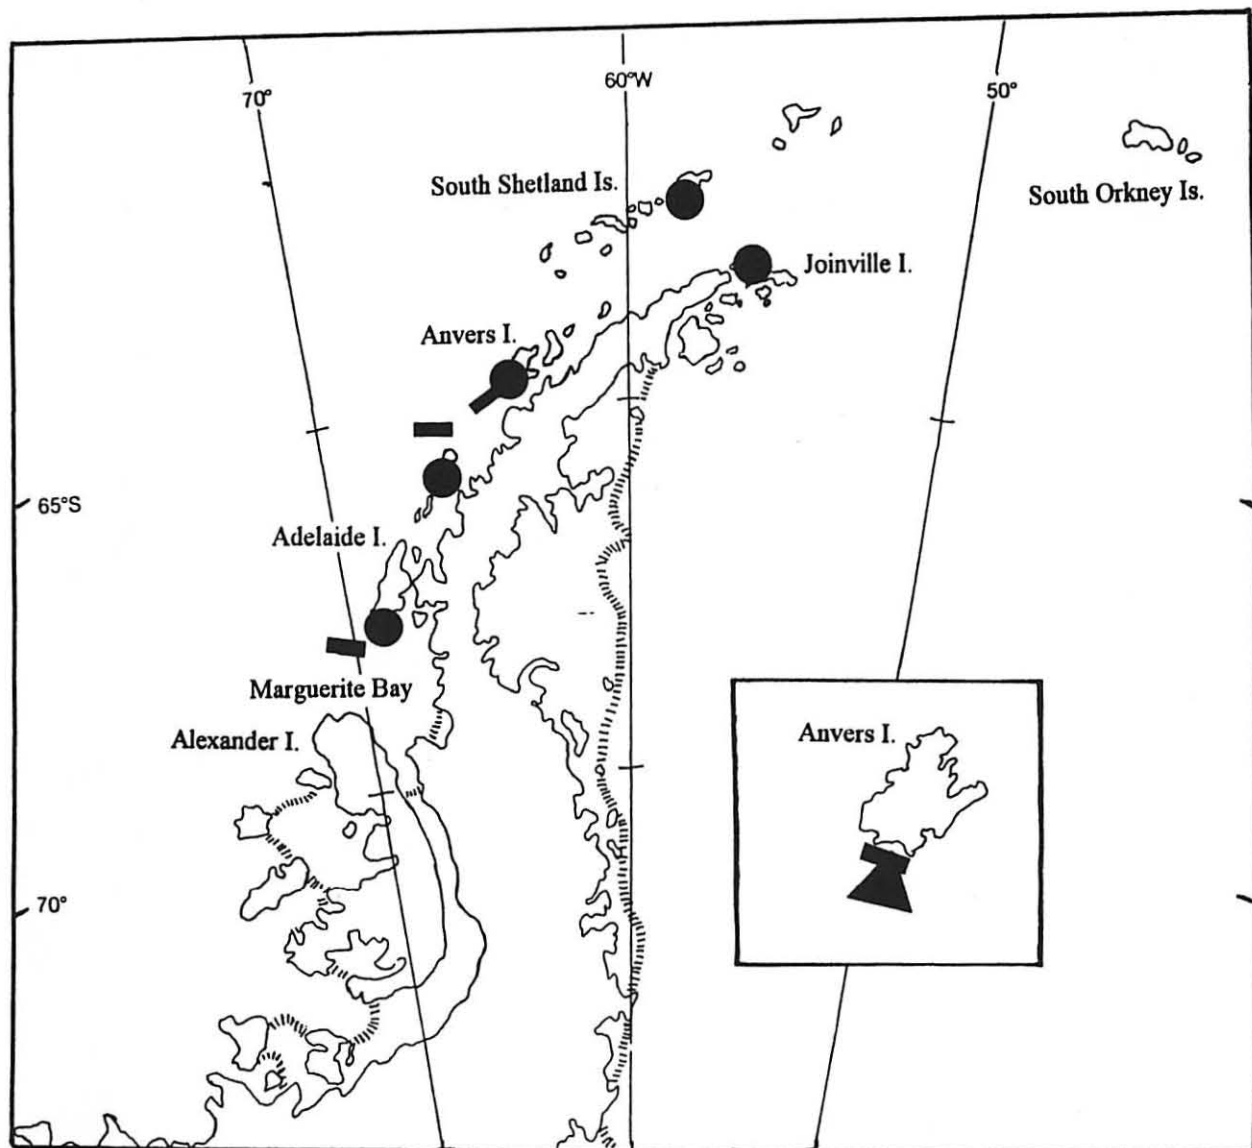 70°
60°W
50°
South Shetland Is.
South Orkney Is.
Joinville I.
Anvers I.
65°S
Adelaide I.
Marguerite Bay
Alexander I.
Anvers I.
70°